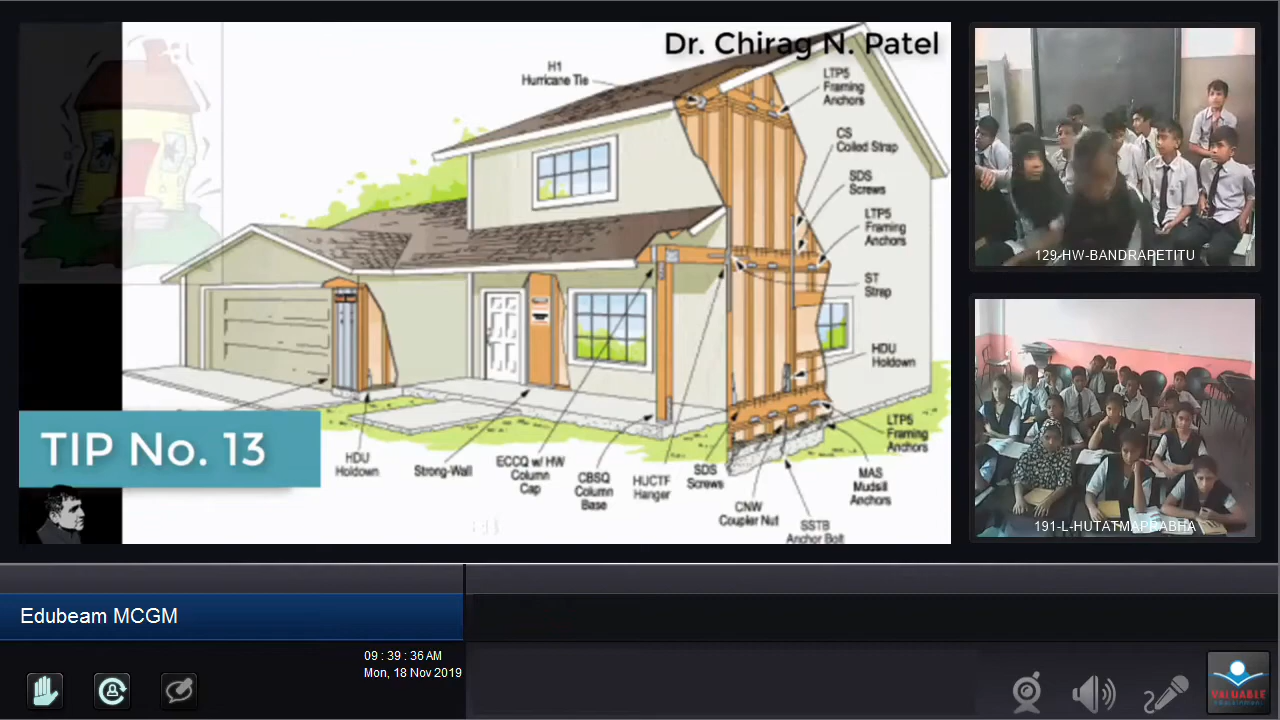 Dr. Chirag N. Patel
H1
Hurricane Tie
LTP5
Framing
Anchors
CS
Coiled Strap
SDS
Screws
LTP5
Framing
Anchors
ST
Strap
HDU
Holdown
LTP5
Framing
Anchors
TIP No. 13
HDU
Holdown
Strong-Wall
ECCQ w/ HW
Column
Cap
CBSQ
Column
Base
HUCTF
Hanger
SDS
Screws
CNW
Coupler Nut
MAS
Mudsill
Anchors
SSTB
Anchor Bolt
129-HW-BANDRAPETITU
191-L-HUTATMAPRABHA
Edubeam MCGM
09 : 39 : 36 AM
Mon, 18 Nov 2019
VALUABLE